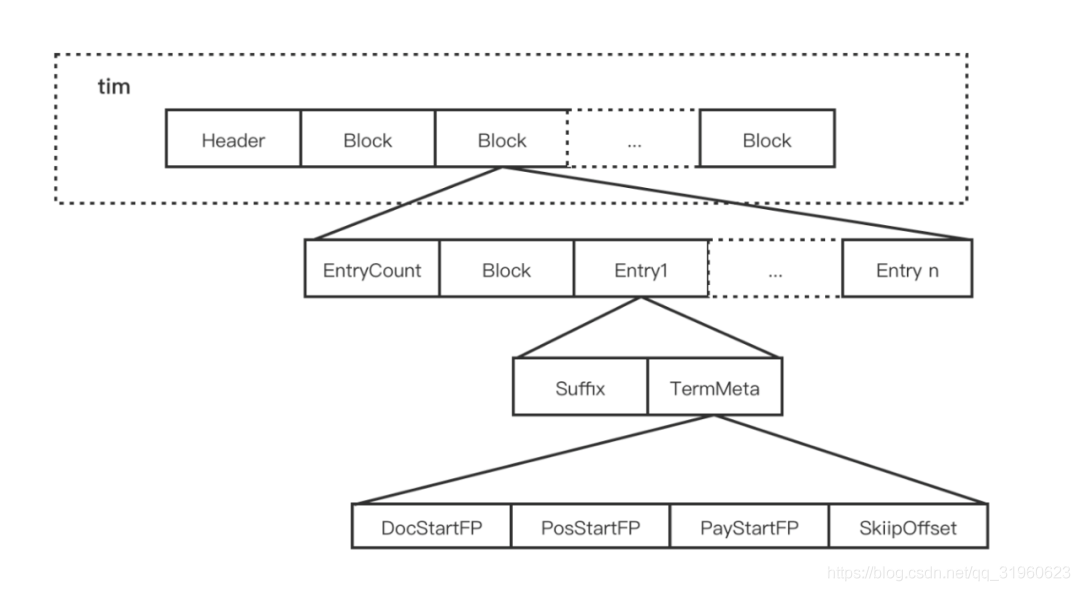 tim
Header Block Block ... Block
EntryCount Block Entry1 ... Entry n
Suffix TermMeta
DocStartFP PosStartFP PayStartFP SkiipOffset
https://blog.csdn.net/qq_31960623